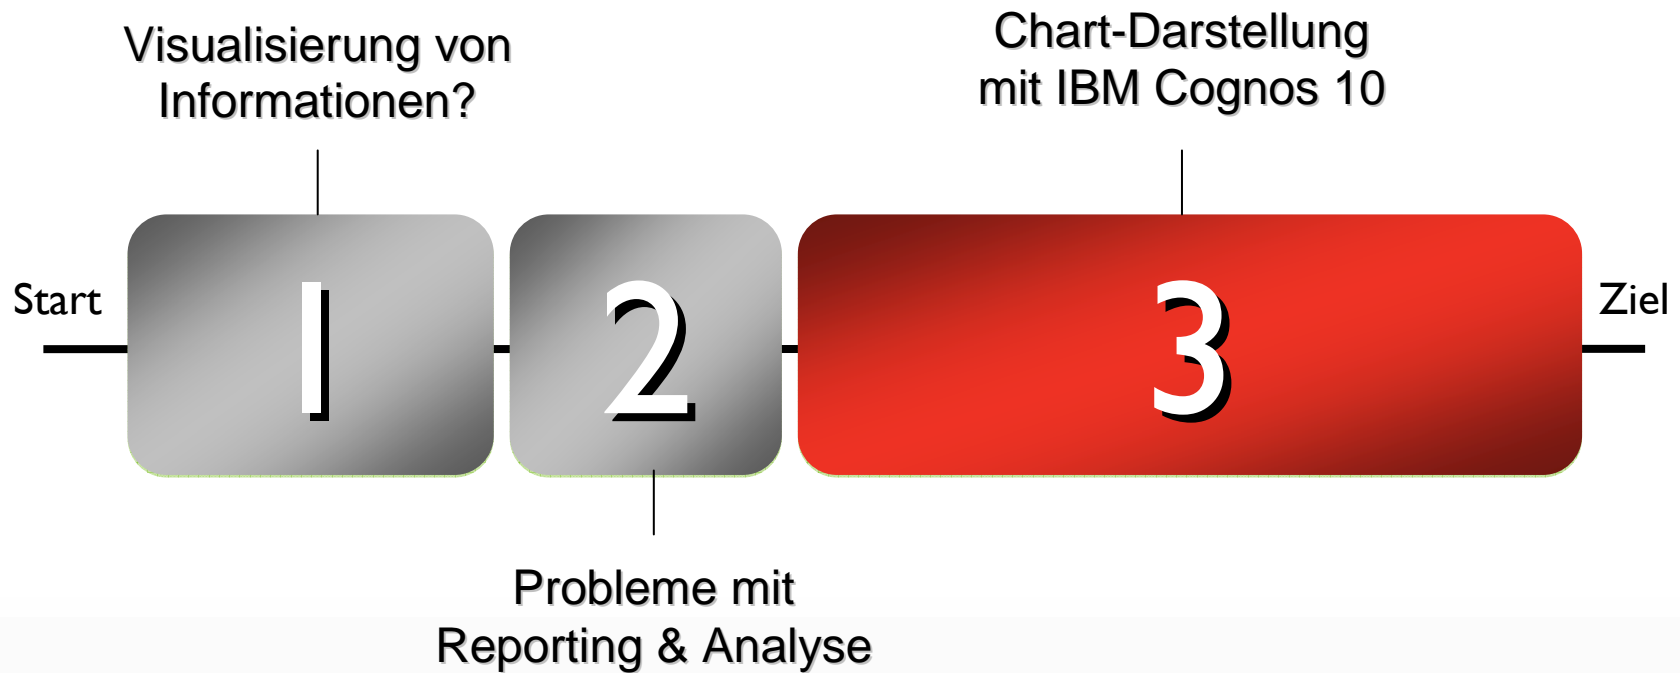 Visualisierung von
Informationen?
Chart-Darstellung
mit IBM Cognos 10
Start
1
2
3
Ziel
Probleme mit
Reporting & Analyse